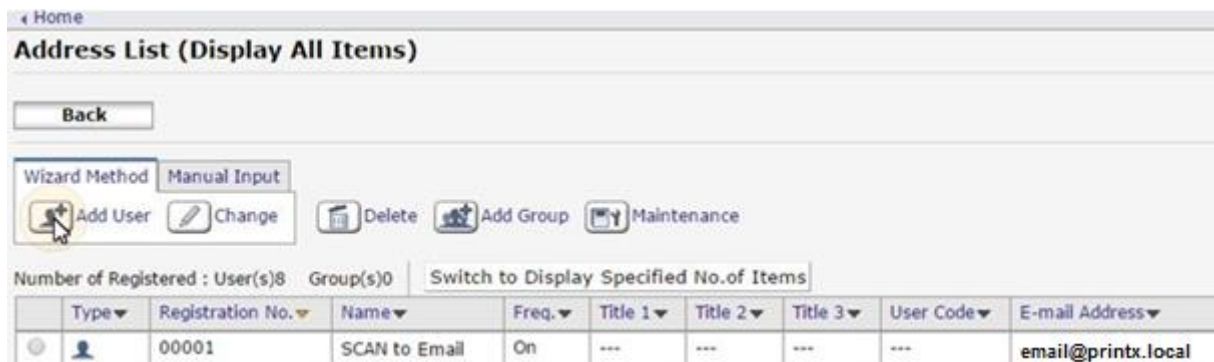 Home
Address List (Display All Items)
Back
Wizard Method Manual Input
Add User Change Delete Add Group Maintenance
Number of Registered : User(s)8 Group(s)0 Switch to Display Specified No.of Items
Type Registration No. Name Freq. Title 1 Title 2 Title 3 User Code E-mail Address
00001 SCAN to Email On --- --- --- --- email@printx.local